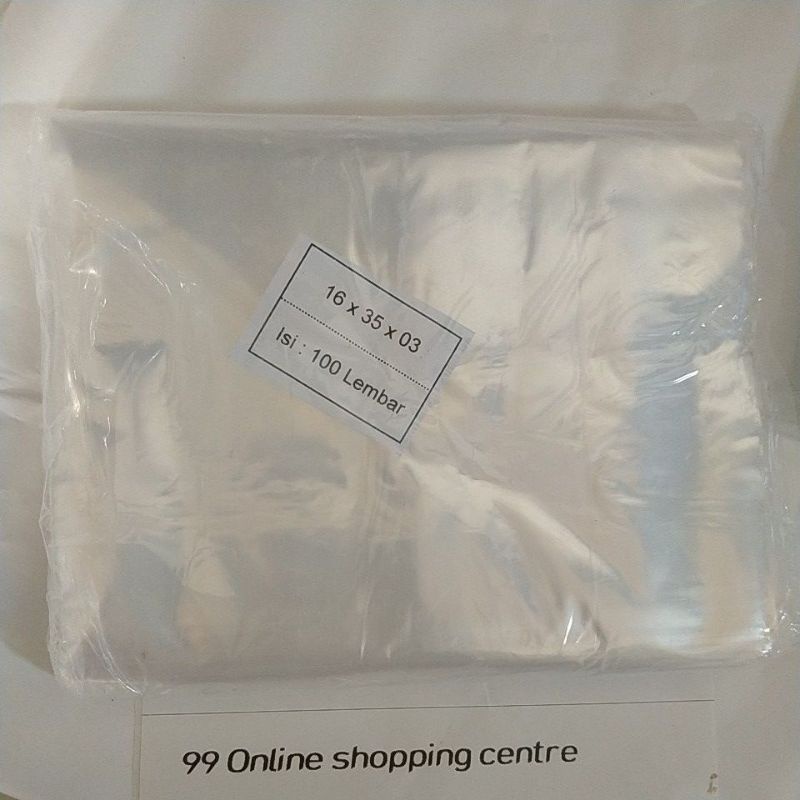 16 x 35 x 03
Isi : 100 Lembar
99 Online shopping centre